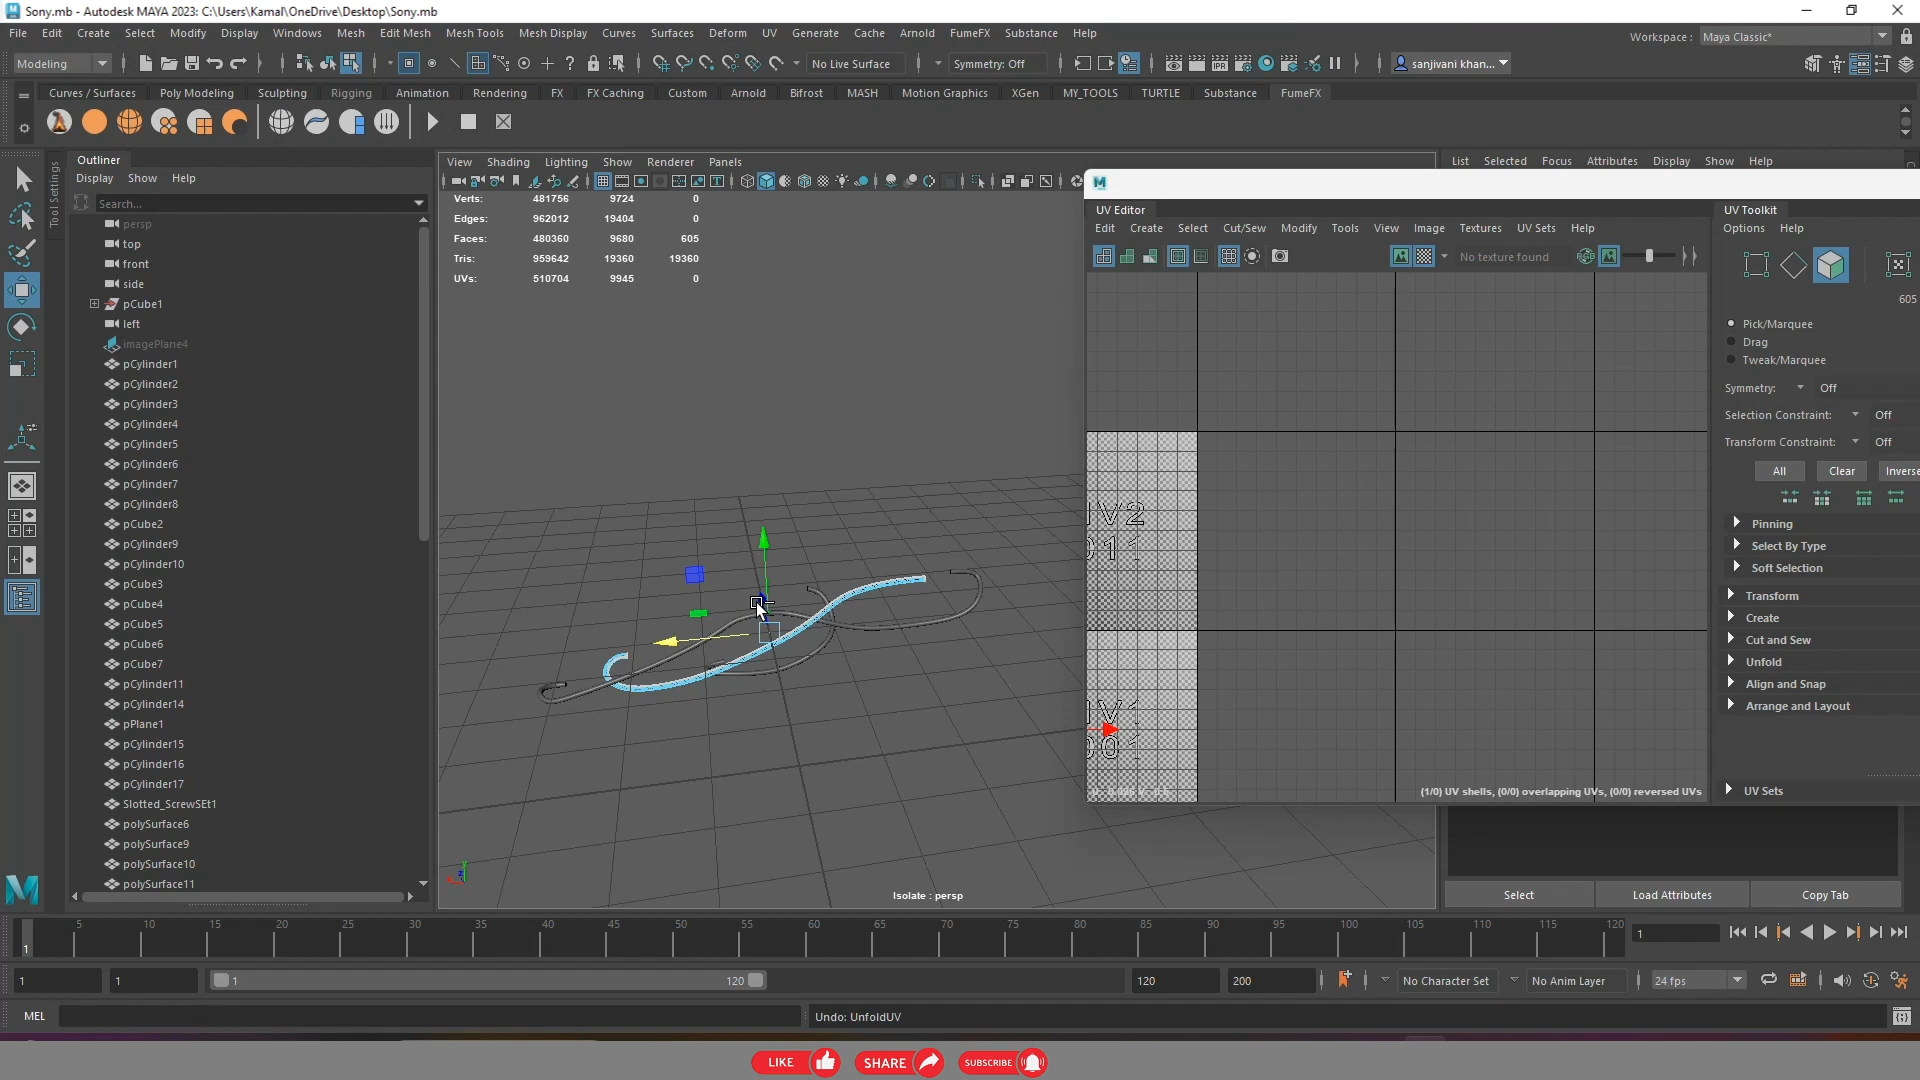 Sony.mb - Autodesk MAYA 2023: C:\Users\Kamal\OneDrive\Desktop\Sony.mb
File Edit Create Select Modify Display Windows Mesh Edit Mesh Mesh Tools Mesh Display Curves Surfaces Deform UV Generate Cache Arnold FumeFX Substance Help
Workspace : Maya Classic*
Modeling No Live Surface Symmetry: Off sanjivani khan...
Curves / Surfaces Poly Modeling Sculpting Rigging Animation Rendering FX FX Caching Custom Arnold Bifrost MASH Motion Graphics XGen MY_TOOLS TURTLE Substance FumeFX
Tool Settings
Outliner
Display Show Help
Search...
persp
top
front
side
pCube1
left
imagePlane4
pCylinder1
pCylinder2
pCylinder3
pCylinder4
pCylinder5
pCylinder6
pCylinder7
pCylinder8
pCube2
pCylinder9
pCylinder10
pCube3
pCube4
pCube5
pCube6
pCube7
pCylinder11
pCylinder14
pPlane1
pCylinder15
pCylinder16
pCylinder17
Slotted_ScrewSEt1
polySurface6
polySurface9
polySurface10
polySurface11
View Shading Lighting Show Renderer Panels
Verts: 481756 9724 0
Edges: 962012 19404 0
Faces: 480360 9680 605
Tris: 959642 19360 19360
UVs: 510704 9945 0
Isolate : persp
List Selected Focus Attributes Display Show Help
UV Editor
Edit Create Select Cut/Sew Modify Tools View Image Textures UV Sets Help
No texture found
(1/0) UV shells, (0/0) overlapping UVs, (0/0) reversed UVs
UV Toolkit
Options Help
605
Pick/Marquee
Drag
Tweak/Marquee
Symmetry: Off
Selection Constraint: Off
Transform Constraint: Off
All Clear Inverse
Pinning
Select By Type
Soft Selection
Transform
Create
Cut and Sew
Unfold
Align and Snap
Arrange and Layout
UV Sets
Select Load Attributes Copy Tab
5 10 15 20 25 30 35 40 45 50 55 60 65 70 75 80 85 90 95 100 105 110 115 120
1 1
1 1 1 120 120 200 No Character Set No Anim Layer 24 fps
MEL Undo: UnfoldUV
LIKE SHARE SUBSCRIBE